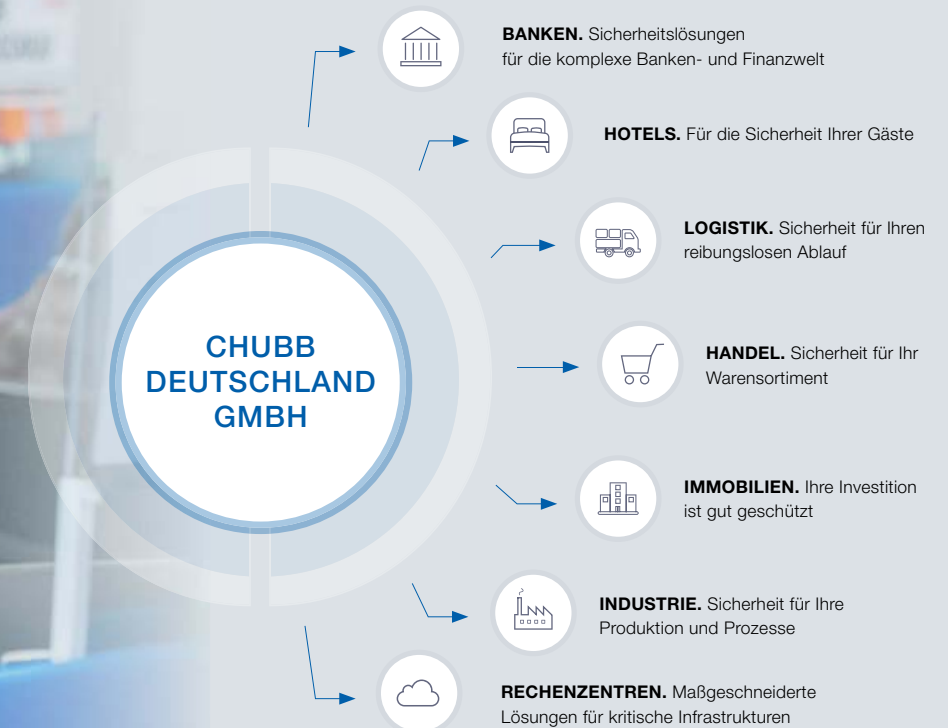 BANKEN. Sicherheitslösungen
für die komplexe Banken- und Finanzwelt
HOTELS. Für die Sicherheit Ihrer Gäste
LOGISTIK. Sicherheit für Ihren
reibungslosen Ablauf
CHUBB
DEUTSCHLAND
GMBH
HANDEL. Sicherheit für Ihr
Warensortiment
IMMOBILIEN. Ihre Investition
ist gut geschützt
INDUSTRIE. Sicherheit für Ihre
Produktion und Prozesse
RECHENZENTREN. Maßgeschneiderte
Lösungen für kritische Infrastrukturen